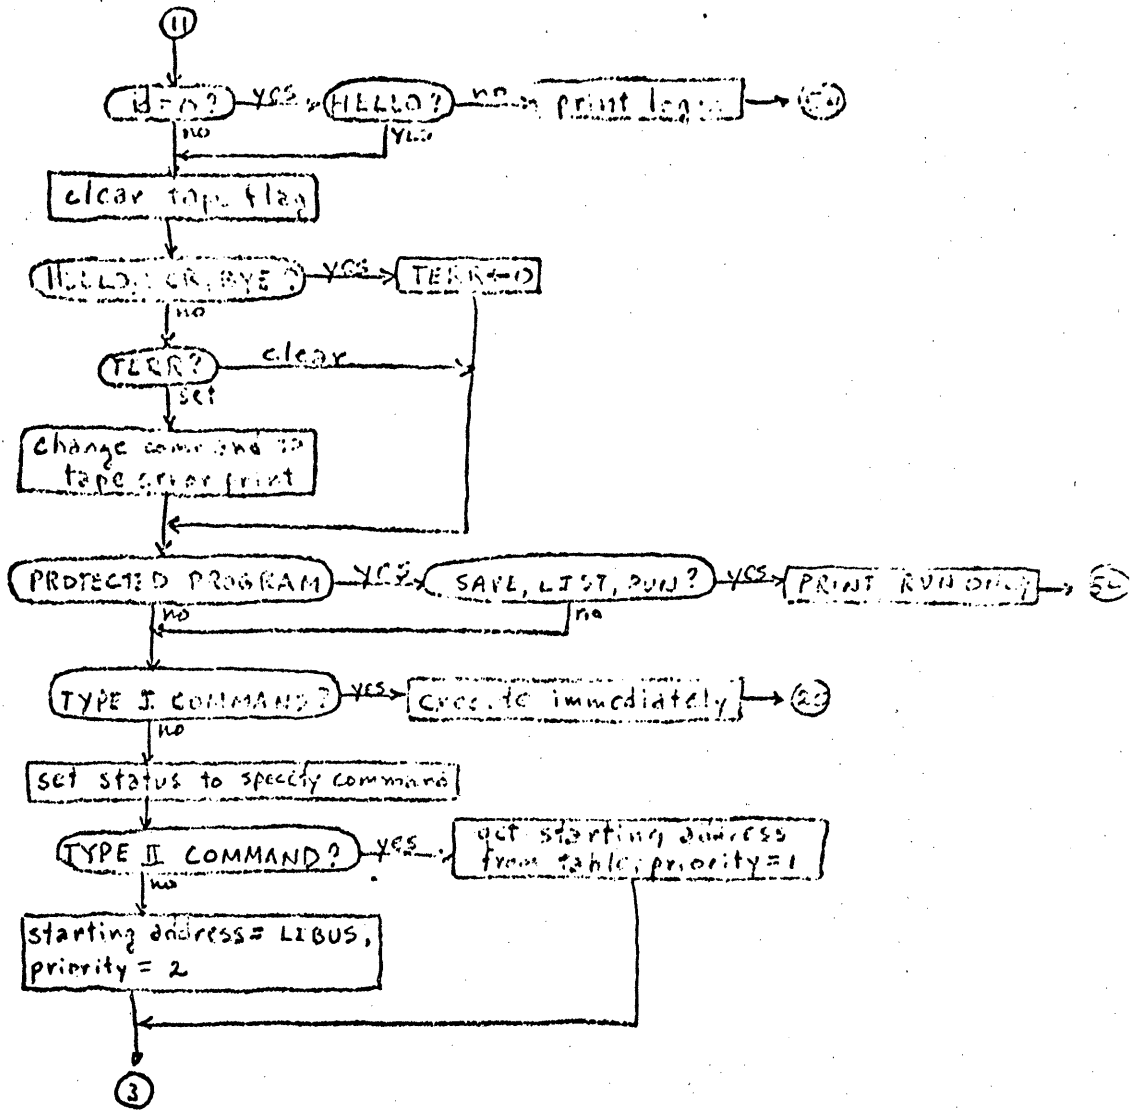 11
yes
HELLO?
no
print
no
yes
clear tape flag
yes
TERR←0
no
TERR?
clear
set
change command to
tape error print
PROTECTED PROGRAM
yes
SAVE, LIST, RUN?
yes
PRINT RUN ONLY
no
no
TYPE I COMMAND?
yes
execute immediately
no
set status to specify command
TYPE II COMMAND?
yes
get starting address
from table; priority = 1
no
starting address = LIBUS,
priority = 2
3